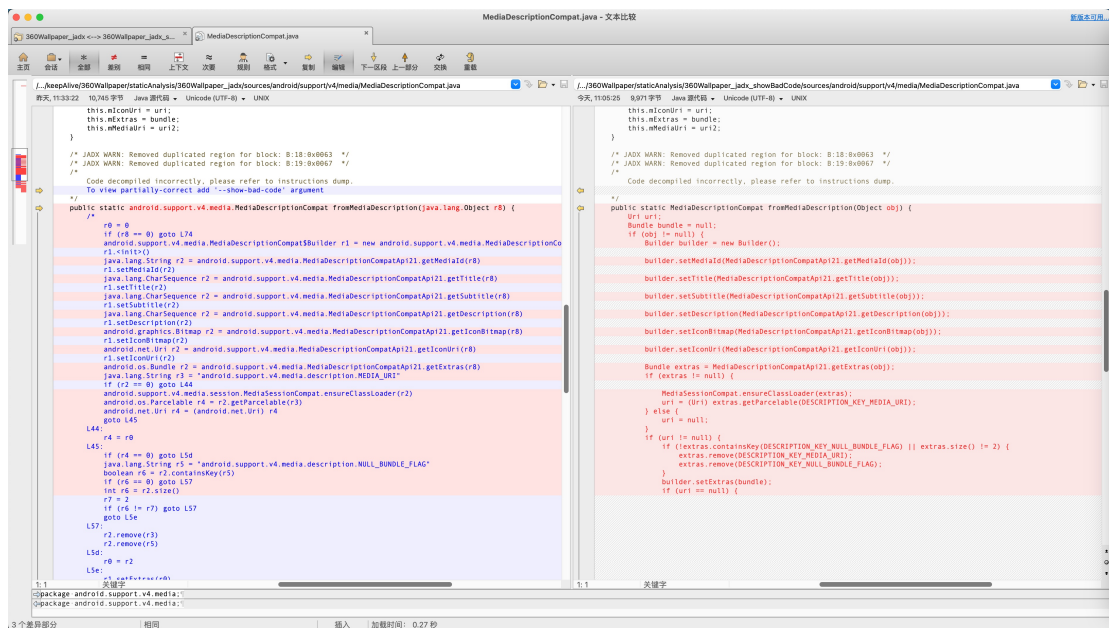 MediaDescriptionCompat.java - 文本比较
新版本可用...
360Wallpaper_jadx <--> 360Wallpaper_jadx_s...
MediaDescriptionCompat.java
主页 会话 全部 差别 相同 上下文 次要 规则 格式 复制 编辑 下一区段 上一部分 交换 重载
/.../keepAlive/360Wallpaper/staticAnalysis/360Wallpaper_jadx/sources/android/support/v4/media/MediaDescriptionCompat.java
昨天, 11:33:22 10,745 字节 Java 源代码 Unicode (UTF-8) UNIX
this.mIconUri = uri;
this.mExtras = bundle;
this.mMediaUri = uri2;
}
/* JADX WARN: Removed duplicated region for block: B:18:0x0063 */
/* JADX WARN: Removed duplicated region for block: B:19:0x0067 */
/*
Code decompiled incorrectly, please refer to instructions dump.
To view partially-correct add '--show-bad-code' argument
*/
public static android.support.v4.media.MediaDescriptionCompat fromMediaDescription(java.lang.Object r8) {
/*
r0 = 0
if (r8 == 0) goto L74
android.support.v4.media.MediaDescriptionCompat$Builder r1 = new android.support.v4.media.MediaDescriptionCo
r1.<init>()
java.lang.String r2 = android.support.v4.media.MediaDescriptionCompatApi21.getMediaId(r8)
r1.setMediaId(r2)
java.lang.CharSequence r2 = android.support.v4.media.MediaDescriptionCompatApi21.getTitle(r8)
r1.setTitle(r2)
java.lang.CharSequence r2 = android.support.v4.media.MediaDescriptionCompatApi21.getSubtitle(r8)
r1.setSubtitle(r2)
java.lang.CharSequence r2 = android.support.v4.media.MediaDescriptionCompatApi21.getDescription(r8)
r1.setDescription(r2)
android.graphics.Bitmap r2 = android.support.v4.media.MediaDescriptionCompatApi21.getIconBitmap(r8)
r1.setIconBitmap(r2)
android.net.Uri r2 = android.support.v4.media.MediaDescriptionCompatApi21.getIconUri(r8)
r1.setIconUri(r2)
android.os.Bundle r2 = android.support.v4.media.MediaDescriptionCompatApi21.getExtras(r8)
java.lang.String r3 = "android.support.v4.media.description.MEDIA_URI"
if (r2 == 0) goto L44
android.support.v4.media.session.MediaSessionCompat.ensureClassLoader(r2)
android.os.Parcelable r4 = r2.getParcelable(r3)
android.net.Uri r4 = (android.net.Uri) r4
goto L45
L44:
r4 = r0
L45:
if (r4 == 0) goto L5d
java.lang.String r5 = "android.support.v4.media.description.NULL_BUNDLE_FLAG"
boolean r6 = r2.containsKey(r5)
if (r6 == 0) goto L57
int r6 = r2.size()
r7 = 2
if (r6 != r7) goto L57
goto L5e
L57:
r2.remove(r3)
r2.remove(r5)
L5d:
r0 = r2
L5e:
r1.setExtras(r0)
1: 1 关键字
/.../360Wallpaper/staticAnalysis/360Wallpaper_jadx_showBadCode/sources/android/support/v4/media/MediaDescriptionCompat.java
今天, 11:05:25 9,971 字节 Java 源代码 Unicode (UTF-8) UNIX
this.mIconUri = uri;
this.mExtras = bundle;
this.mMediaUri = uri2;
}
/* JADX WARN: Removed duplicated region for block: B:18:0x0063 */
/* JADX WARN: Removed duplicated region for block: B:19:0x0067 */
/*
Code decompiled incorrectly, please refer to instructions dump.
*/
public static MediaDescriptionCompat fromMediaDescription(Object obj) {
Uri uri;
Bundle bundle = null;
if (obj != null) {
Builder builder = new Builder();
builder.setMediaId(MediaDescriptionCompatApi21.getMediaId(obj));
builder.setTitle(MediaDescriptionCompatApi21.getTitle(obj));
builder.setSubtitle(MediaDescriptionCompatApi21.getSubtitle(obj));
builder.setDescription(MediaDescriptionCompatApi21.getDescription(obj));
builder.setIconBitmap(MediaDescriptionCompatApi21.getIconBitmap(obj));
builder.setIconUri(MediaDescriptionCompatApi21.getIconUri(obj));
Bundle extras = MediaDescriptionCompatApi21.getExtras(obj);
if (extras != null) {
MediaSessionCompat.ensureClassLoader(extras);
uri = (Uri) extras.getParcelable(DESCRIPTION_KEY_MEDIA_URI);
} else {
uri = null;
}
if (uri != null) {
if (!extras.containsKey(DESCRIPTION_KEY_NULL_BUNDLE_FLAG) || extras.size() != 2) {
extras.remove(DESCRIPTION_KEY_MEDIA_URI);
extras.remove(DESCRIPTION_KEY_NULL_BUNDLE_FLAG);
}
builder.setExtras(bundle);
if (uri == null) {
1: 1 关键字
package android.support.v4.media;
package android.support.v4.media;
3 个差异部分 相同 插入 加载时间: 0.27 秒